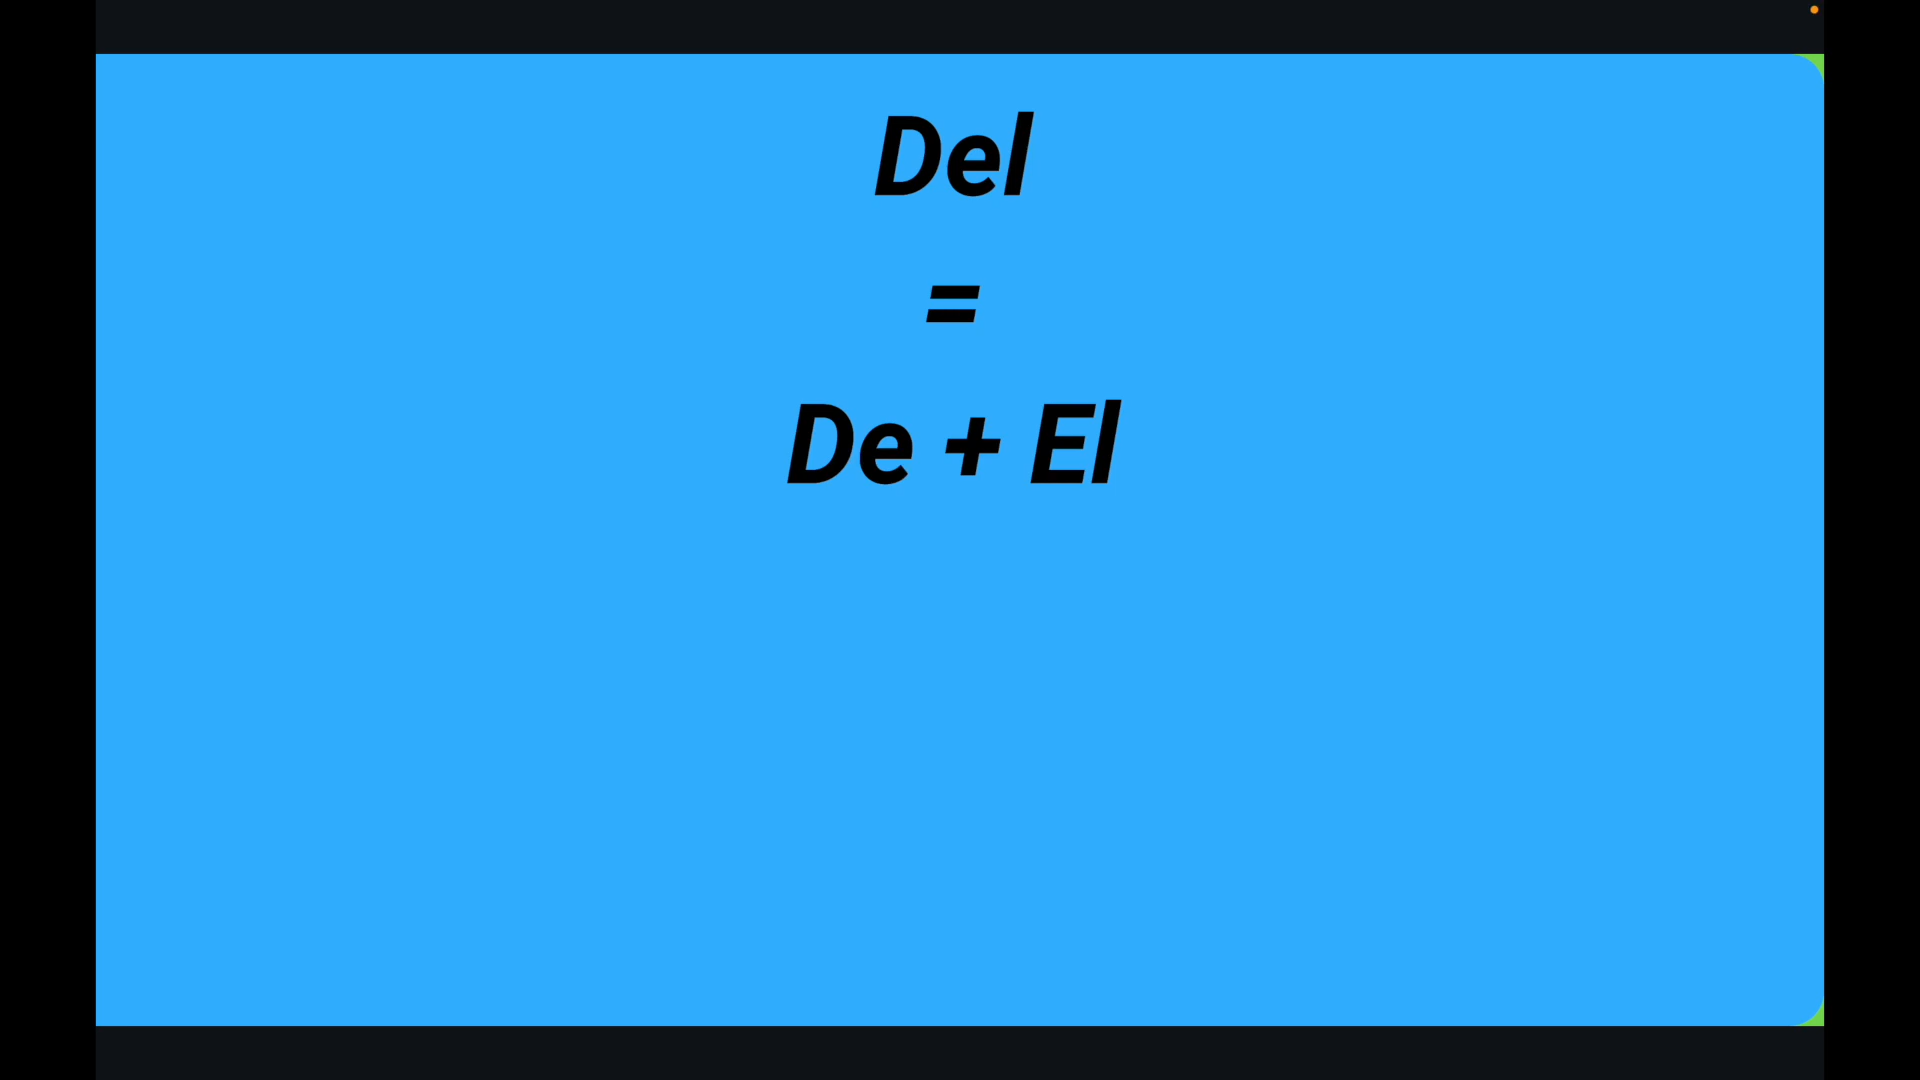 Del
=
De + El